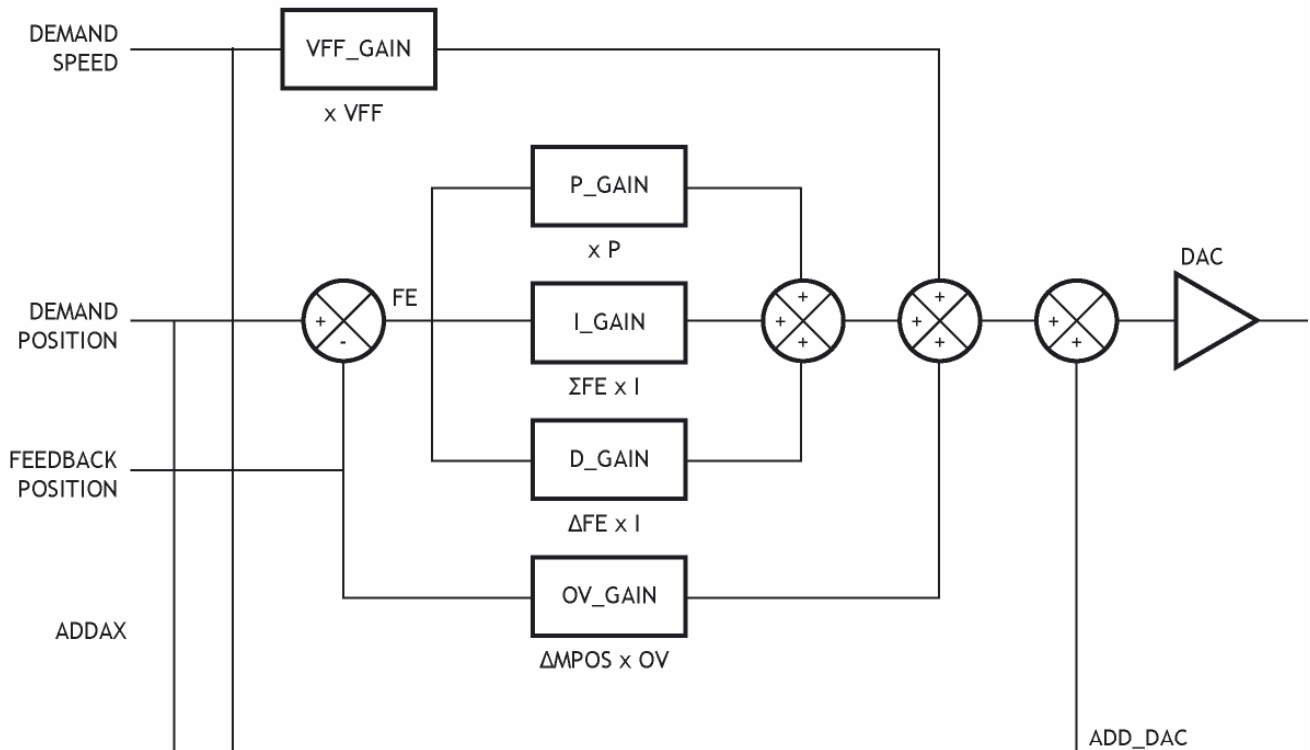 DEMAND
SPEED
VFF_GAIN
x VFF
P_GAIN
x P
DAC
DEMAND
POSITION
+
-
FE
I_GAIN
ΣFE x I
+
+
+
+
+
+
+
+
FEEDBACK
POSITION
D_GAIN
ΔFE x I
OV_GAIN
ΔMPOS x OV
ADDAX
ADD_DAC